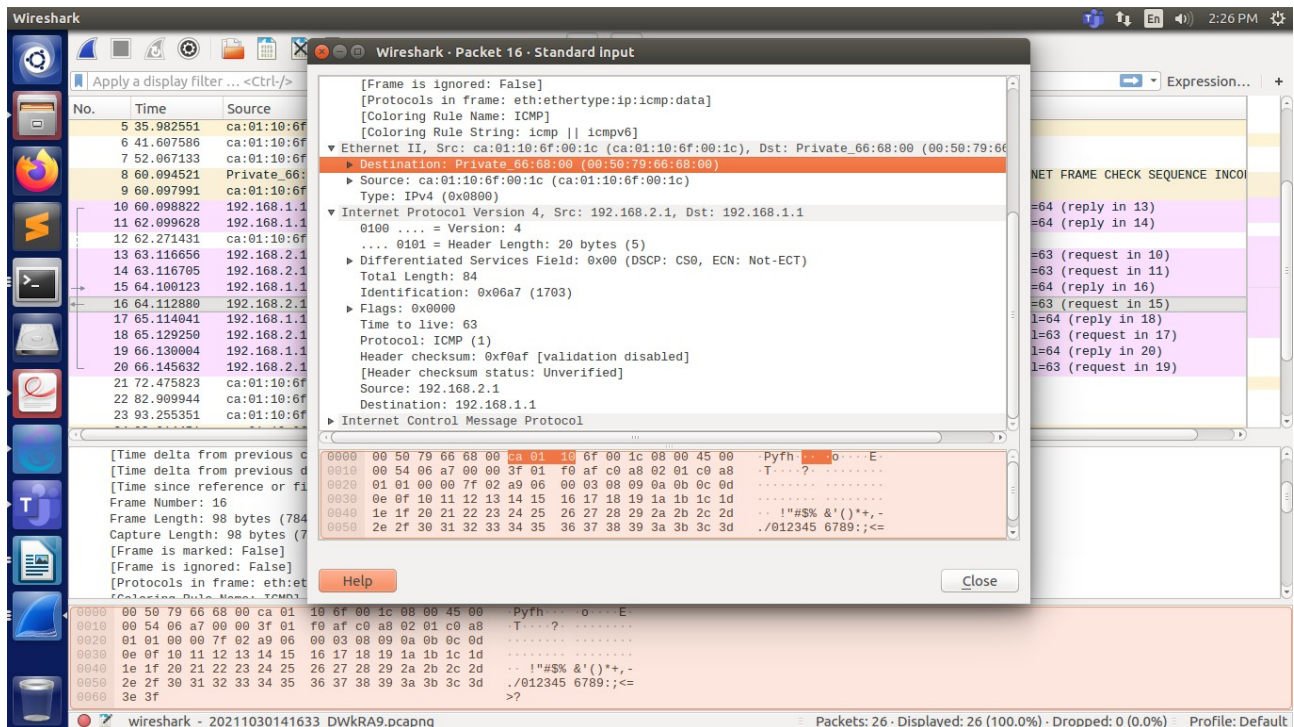 Wireshark
En
2:26 PM
Wireshark · Packet 16 · Standard input
Apply a display filter … <Ctrl-/>
Expression…
+
No. Time Source
5 35.982551 ca:01:10:6f
6 41.607586 ca:01:10:6f
7 52.067133 ca:01:10:6f
8 60.094521 Private_66: NET FRAME CHECK SEQUENCE INCO
9 60.097991 ca:01:10:6f
10 60.098822 192.168.1.1 =64 (reply in 13)
11 62.099628 192.168.1.1 =64 (reply in 14)
12 62.271431 ca:01:10:6f
13 63.116656 192.168.2.1 =63 (request in 10)
14 63.116705 192.168.2.1 =63 (request in 11)
15 64.100123 192.168.1.1 =64 (reply in 16)
16 64.112880 192.168.2.1 =63 (request in 15)
17 65.114041 192.168.1.1 l=64 (reply in 18)
18 65.129250 192.168.2.1 l=63 (request in 17)
19 66.130004 192.168.1.1 l=64 (reply in 20)
20 66.145632 192.168.2.1 l=63 (request in 19)
21 72.475823 ca:01:10:6f
22 82.909944 ca:01:10:6f
23 93.255351 ca:01:10:6f
[Frame is ignored: False]
[Protocols in frame: eth:ethertype:ip:icmp:data]
[Coloring Rule Name: ICMP]
[Coloring Rule String: icmp || icmpv6]
Ethernet II, Src: ca:01:10:6f:00:1c (ca:01:10:6f:00:1c), Dst: Private_66:68:00 (00:50:79:66
Destination: Private_66:68:00 (00:50:79:66:68:00)
Source: ca:01:10:6f:00:1c (ca:01:10:6f:00:1c)
Type: IPv4 (0x0800)
Internet Protocol Version 4, Src: 192.168.2.1, Dst: 192.168.1.1
0100 .... = Version: 4
.... 0101 = Header Length: 20 bytes (5)
Differentiated Services Field: 0x00 (DSCP: CS0, ECN: Not-ECT)
Total Length: 84
Identification: 0x06a7 (1703)
Flags: 0x0000
Time to live: 63
Protocol: ICMP (1)
Header checksum: 0xf0af [validation disabled]
[Header checksum status: Unverified]
Source: 192.168.2.1
Destination: 192.168.1.1
Internet Control Message Protocol
0000 00 50 79 66 68 00 ca 01 10 6f 00 1c 08 00 45 00 ·Pyfh··· ·o····E·
0010 00 54 06 a7 00 00 3f 01 f0 af c0 a8 02 01 c0 a8 ·T····?· ········
0020 01 01 00 00 7f 02 a9 06 00 03 08 09 0a 0b 0c 0d ········ ········
0030 0e 0f 10 11 12 13 14 15 16 17 18 19 1a 1b 1c 1d ········ ········
0040 1e 1f 20 21 22 23 24 25 26 27 28 29 2a 2b 2c 2d ·· !"#$% &'()*+,-
0050 2e 2f 30 31 32 33 34 35 36 37 38 39 3a 3b 3c 3d ./012345 6789:;<=
Help
Close
[Time delta from previous c
[Time delta from previous d
[Time since reference or fi
Frame Number: 16
Frame Length: 98 bytes (784
Capture Length: 98 bytes (7
[Frame is marked: False]
[Frame is ignored: False]
[Protocols in frame: eth:et
0000 00 50 79 66 68 00 ca 01 10 6f 00 1c 08 00 45 00 ·Pyfh··· ·o····E·
0010 00 54 06 a7 00 00 3f 01 f0 af c0 a8 02 01 c0 a8 ·T····?· ········
0020 01 01 00 00 7f 02 a9 06 00 03 08 09 0a 0b 0c 0d ········ ········
0030 0e 0f 10 11 12 13 14 15 16 17 18 19 1a 1b 1c 1d ········ ········
0040 1e 1f 20 21 22 23 24 25 26 27 28 29 2a 2b 2c 2d ·· !"#$% &'()*+,-
0050 2e 2f 30 31 32 33 34 35 36 37 38 39 3a 3b 3c 3d ./012345 6789:;<=
0060 3e 3f >?
wireshark - 20211030141633_DWkRA9.pcapng
Packets: 26 · Displayed: 26 (100.0%) · Dropped: 0 (0.0%)
Profile: Default